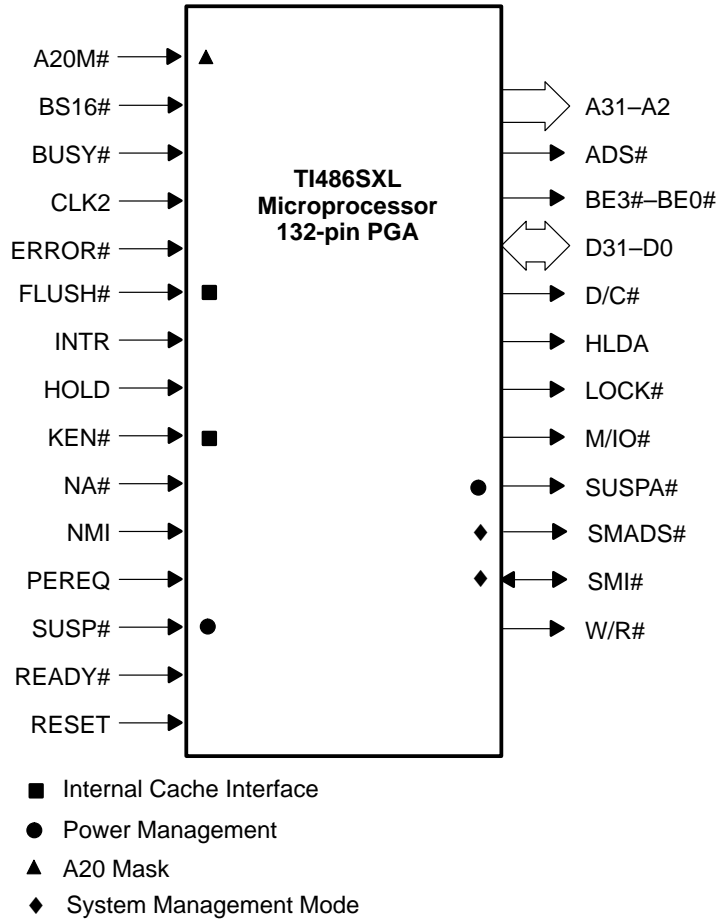 A20M#
BS16#
BUSY#
CLK2
ERROR#
FLUSH#
INTR
HOLD
KEN#
NA#
NMI
PEREQ
SUSP#
READY#
RESET
TI486SXL
Microprocessor
132-pin PGA
A31–A2
ADS#
BE3#–BE0#
D31–D0
D/C#
HLDA
LOCK#
M/IO#
SUSPA#
SMADS#
SMI#
W/R#
Internal Cache Interface
Power Management
A20 Mask
System Management Mode